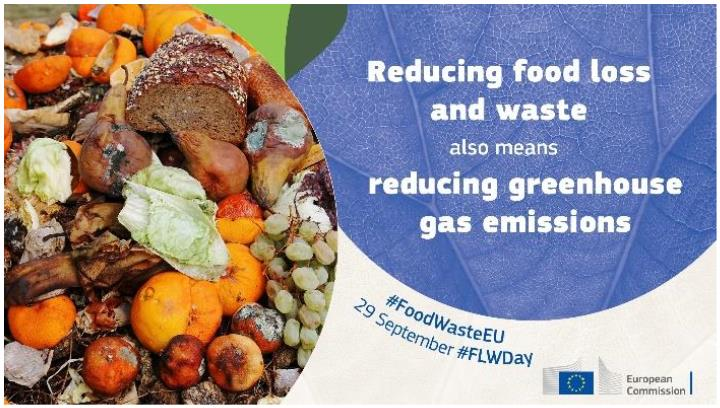 Reducing food loss
and waste
also means
reducing greenhouse
gas emissions
#FoodWasteEU
29 September #FLWDay
European
Commission